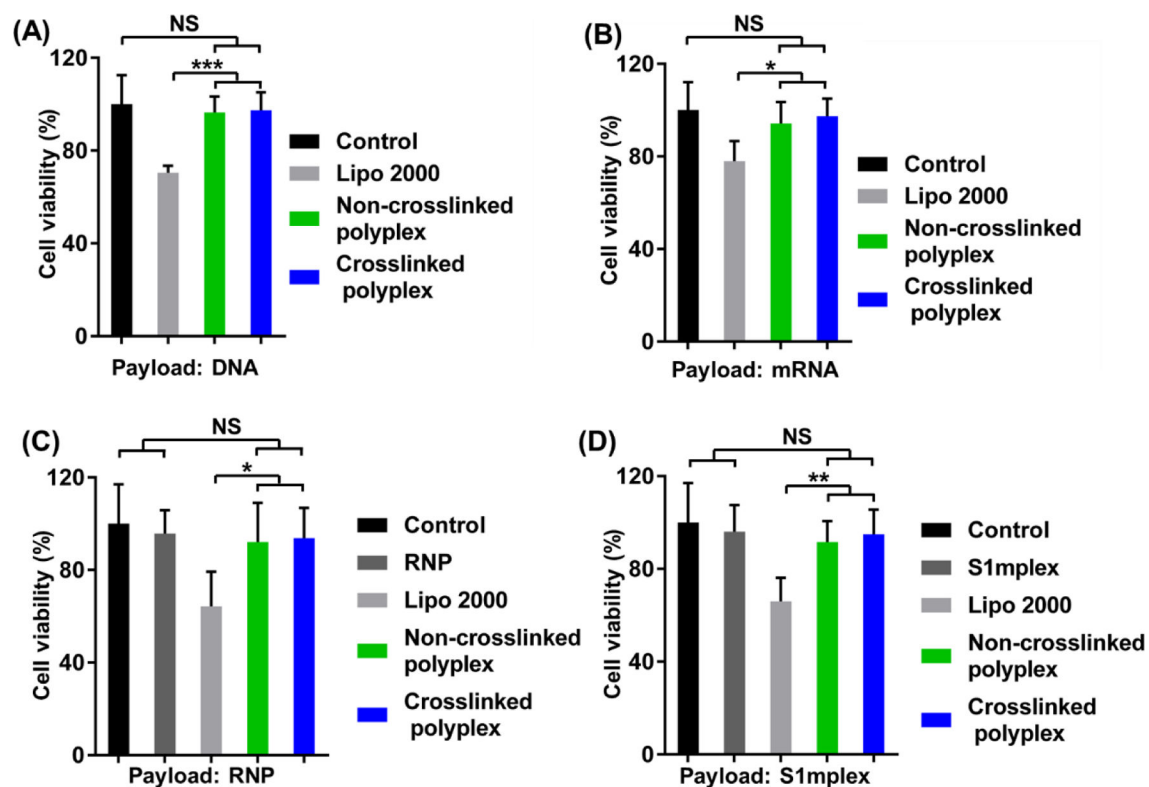 (A)
NS
***
120
80
40
0
Cell viability (%)
Payload: DNA
Control
Lipo 2000
Non-crosslinked
polyplex
Crosslinked
polyplex
(B)
NS
*
120
80
40
0
Cell viability (%)
Payload: mRNA
Control
Lipo 2000
Non-crosslinked
polyplex
Crosslinked
polyplex
(C)
NS
*
120
80
40
0
Cell viability (%)
Payload: RNP
Control
RNP
Lipo 2000
Non-crosslinked
polyplex
Crosslinked
polyplex
(D)
NS
**
120
80
40
0
Cell viability (%)
Payload: S1mplex
Control
S1mplex
Lipo 2000
Non-crosslinked
polyplex
Crosslinked
polyplex